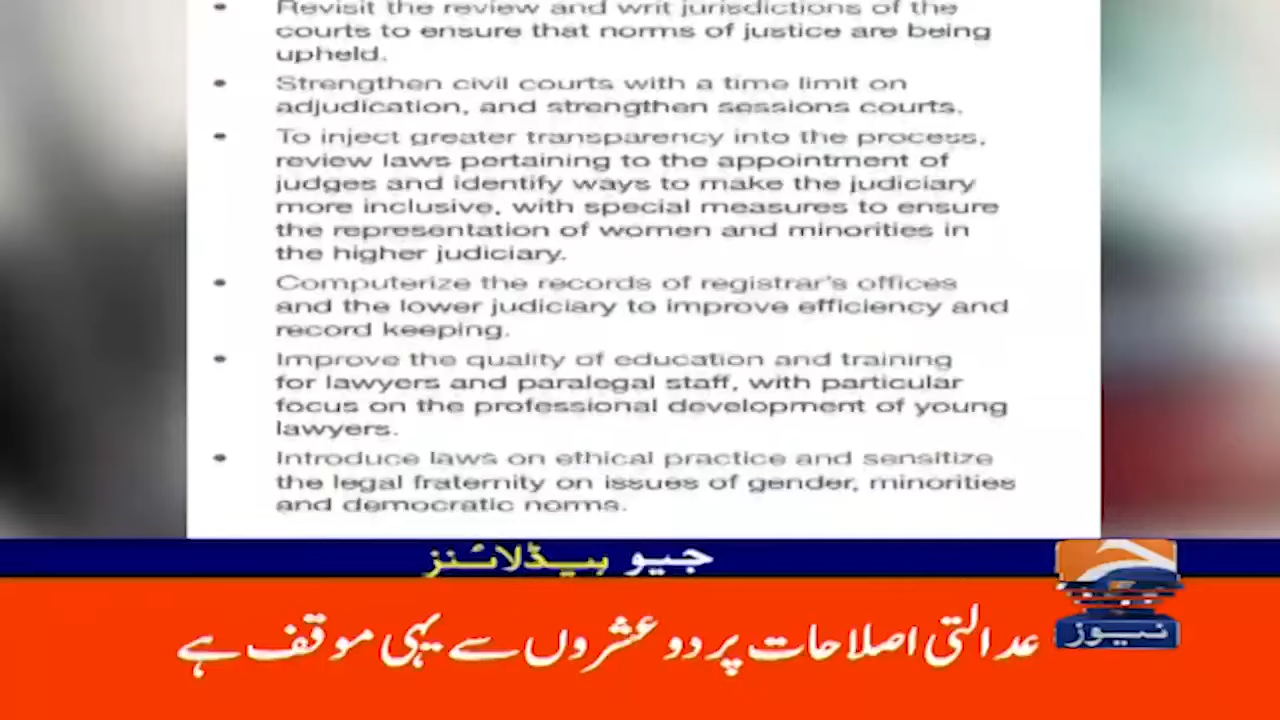 • Revisit the review and writ jurisdictions of the
courts to ensure that norms of justice are being
upheld.
• Strengthen civil courts with a time limit on
adjudication, and strengthen sessions courts.
• To inject greater transparency into the process,
review laws pertaining to the appointment of
judges and identify ways to make the judiciary
more inclusive, with special measures to ensure
the representation of women and minorities in
the higher judiciary.
• Computerize the records of registrar's offices
and the lower judiciary to improve efficiency and
record keeping.
• Improve the quality of education and training
for lawyers and paralegal staff, with particular
focus on the professional development of young
lawyers.
• Introduce laws on ethical practice and sensitize
the legal fraternity on issues of gender, minorities
and democratic norms.
جیو ہیڈلائنز
نیوز
عدالتی اصلاحات پر دو عشروں سے یہی موقف ہے